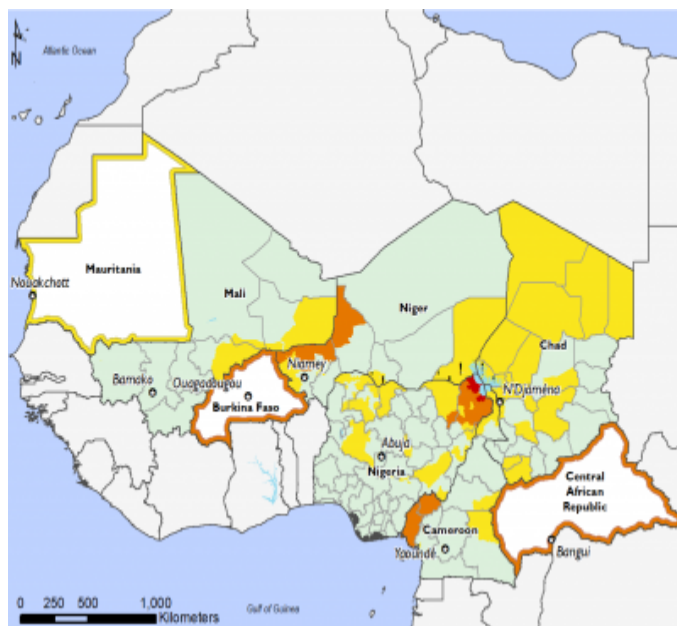 N
Atlantic Ocean
Mauritania
Nouakchott
Mali
Niger
Chad
Niamey
Bamako
Ouagadougou
Burkina Faso
N'Djaména
Abuja
Nigeria
Central
African
Republic
Cameroon
Yaoundé
Bangui
0 250 500 1,000
Kilometers
Gulf of Guinea